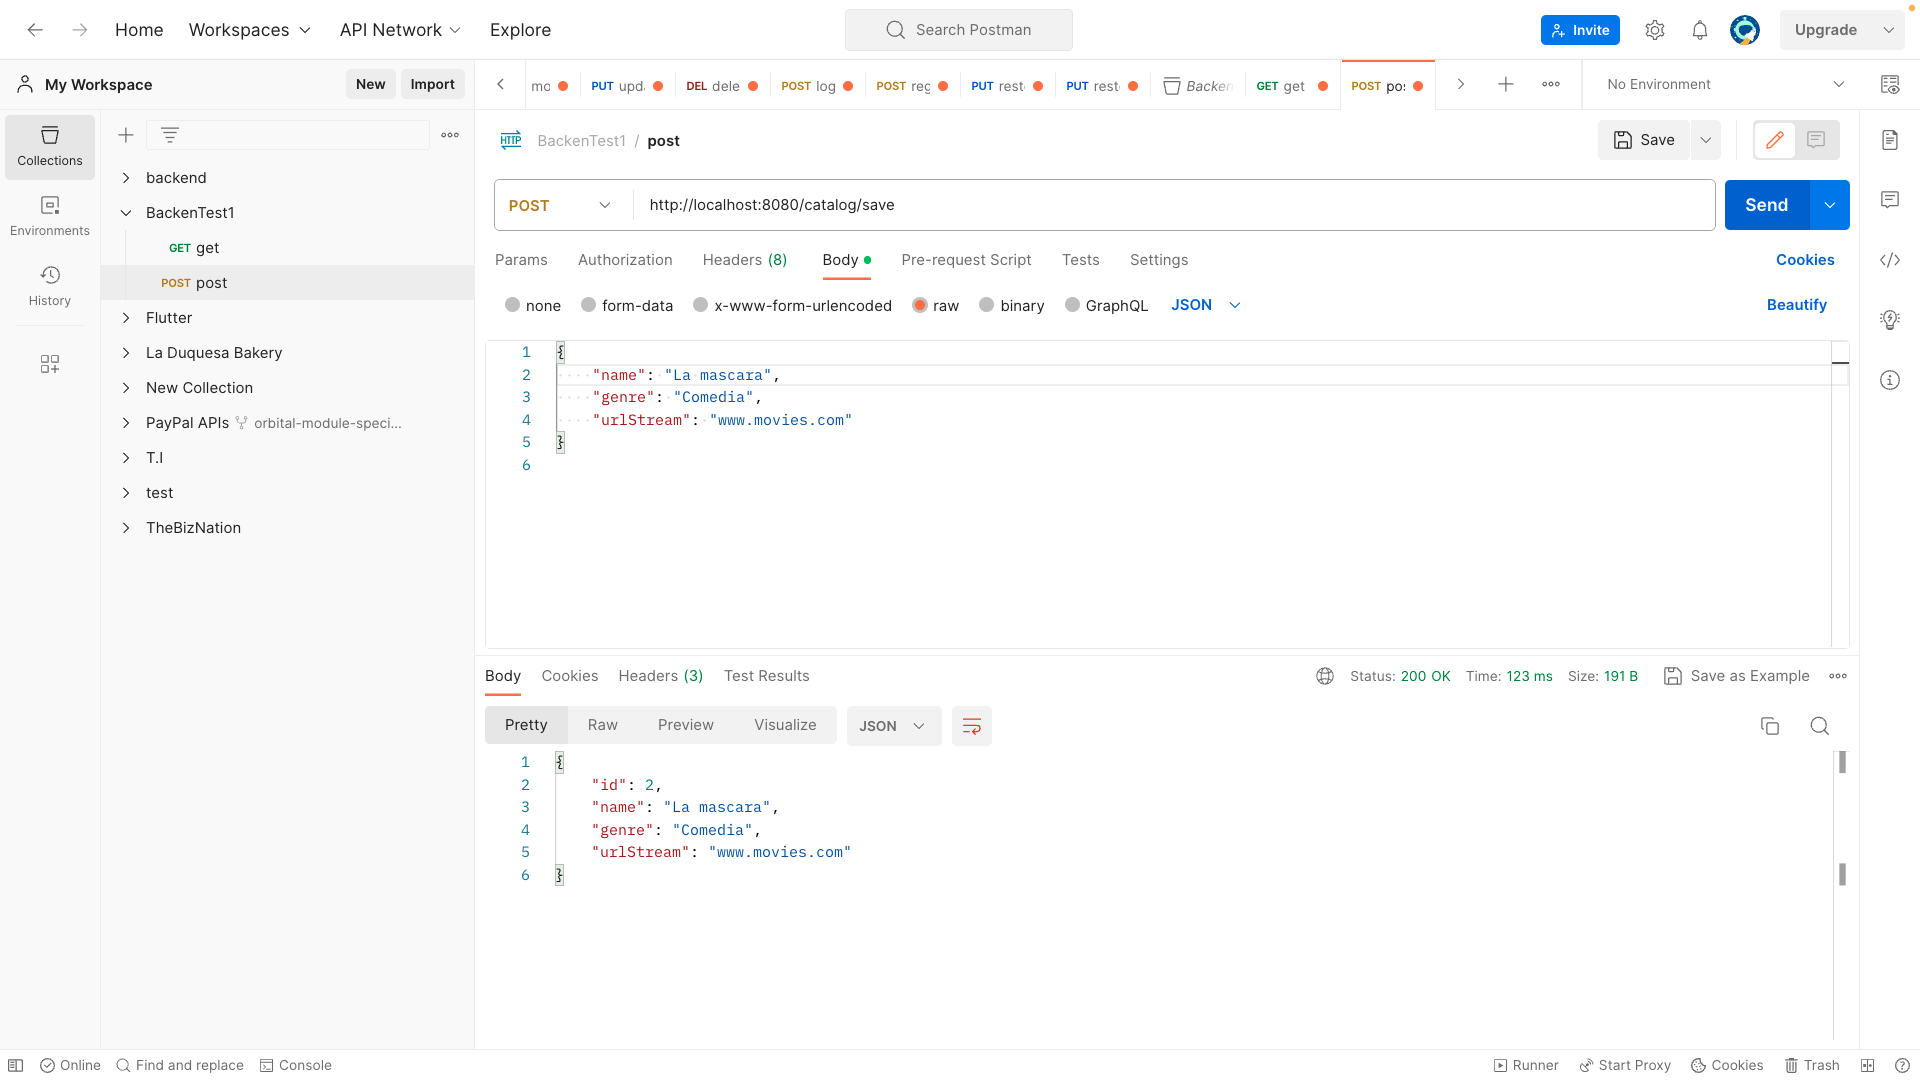 Home Workspaces API Network Explore Search Postman Invite Upgrade
My Workspace New Import
mo PUT upd DEL dele POST log POST reg PUT rest PUT rest Backen GET get POST pos No Environment
Collections
Environments
History
backend
BackenTest1
GET get
POST post
Flutter
La Duquesa Bakery
New Collection
PayPal APIs orbital-module-speci...
T.I
test
TheBizNation
HTTP BackenTest1 / post Save
POST http://localhost:8080/catalog/save Send
Params Authorization Headers (8) Body Pre-request Script Tests Settings Cookies
none form-data x-www-form-urlencoded raw binary GraphQL JSON Beautify
1 {
2 ····"name":·"La·mascara",
3 ····"genre":·"Comedia",
4 ····"urlStream":·"www.movies.com"
5 }
6
Body Cookies Headers (3) Test Results Status: 200 OK Time: 123 ms Size: 191 B Save as Example
Pretty Raw Preview Visualize JSON
1 {
2 "id": 2,
3 "name": "La mascara",
4 "genre": "Comedia",
5 "urlStream": "www.movies.com"
6 }
Online Find and replace Console Runner Start Proxy Cookies Trash